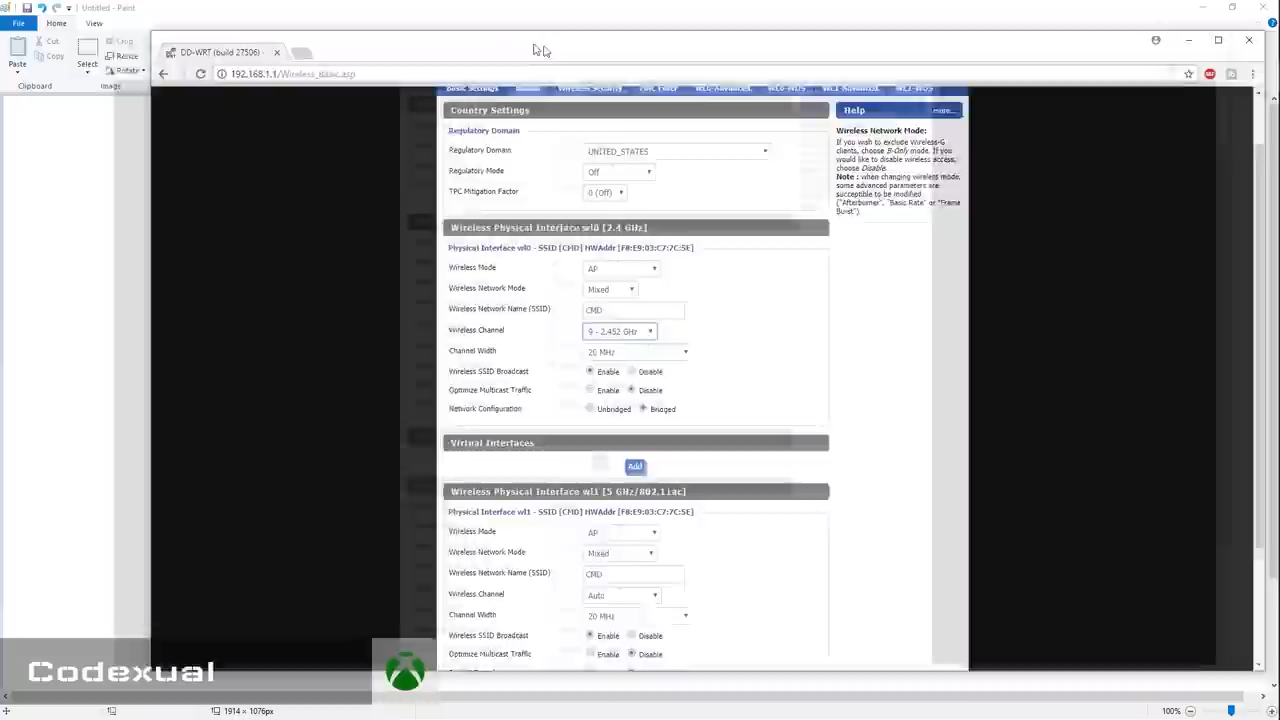 Untitled - Paint
File Home View
Cut
Copy
Paste
Select
Crop
Resize
Rotate
Clipboard
Image
DD-WRT (build 27506) -
192.168.1.1/Wireless_Basic.asp
Basic Settings Wireless Security MAC Filter WL0-Advanced WL0-WDS WL1-Advanced WL1-WDS
Country Settings
Help more...
Regulatory Domain
Regulatory Domain UNITED_STATES
Regulatory Mode Off
TPC Mitigation Factor 0 (Off)
Wireless Network Mode:
If you wish to exclude Wireless-G
clients, choose B-Only mode. If you
would like to disable wireless access,
choose Disable.
Note : when changing wireless mode,
some advanced parameters are
susceptible to be modified
("Afterburner", "Basic Rate" or "Frame
Burst").
Wireless Physical Interface wl0 [2.4 GHz]
Physical Interface wl0 - SSID [CMD] HWAddr [F8:E9:03:C7:7C:5E]
Wireless Mode AP
Wireless Network Mode Mixed
Wireless Network Name (SSID) CMD
Wireless Channel 9 - 2.452 GHz
Channel Width 20 MHz
Wireless SSID Broadcast Enable Disable
Optimize Multicast Traffic Enable Disable
Network Configuration Unbridged Bridged
Virtual Interfaces
Add
Wireless Physical Interface wl1 [5 GHz/802.11ac]
Physical Interface wl1 - SSID [CMD] HWAddr [F8:E9:03:C7:7C:5E]
Wireless Mode AP
Wireless Network Mode Mixed
Wireless Network Name (SSID) CMD
Wireless Channel Auto
Channel Width 20 MHz
Wireless SSID Broadcast Enable Disable
Optimize Multicast Traffic Enable Disable
Codexual
1914 × 1076px
100%